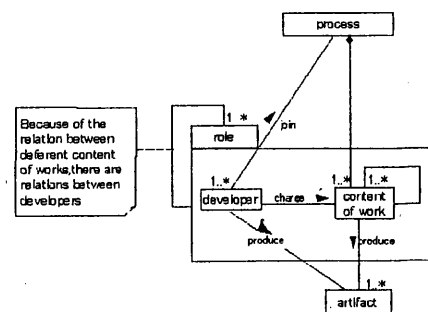 process
Because of the
relation between
deferent content
of works,there are
relations between
developers
1 *
join
role
1..*
1..*
1..*
developer
charge
content
of work
produce
produce
1..*
artifact